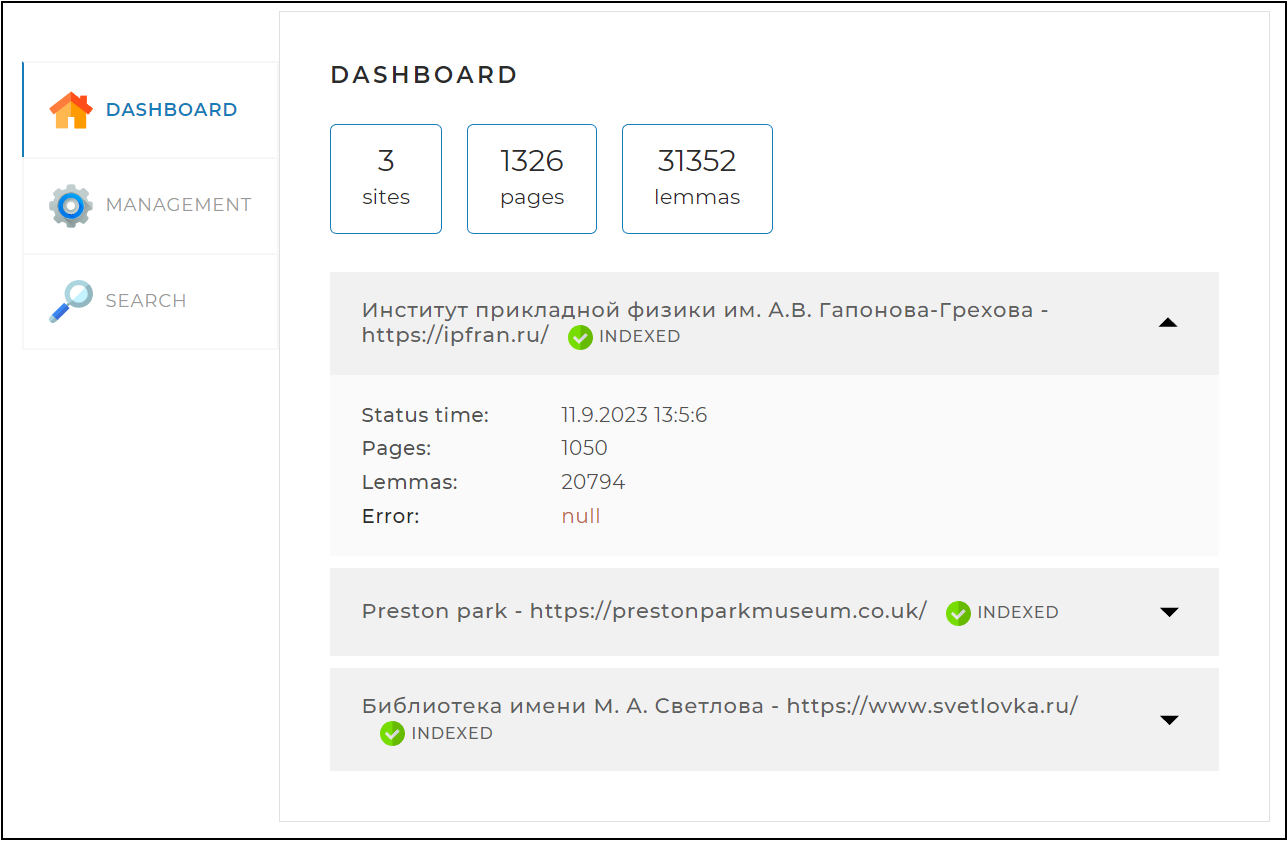 DASHBOARD
MANAGEMENT
SEARCH
DASHBOARD
3
sites
1326
pages
31352
lemmas
Институт прикладной физики им. А.В. Гапонова-Грехова -
https://ipfran.ru/ INDEXED
Status time: 11.9.2023 13:5:6
Pages: 1050
Lemmas: 20794
Error: null
Preston park - https://prestonparkmuseum.co.uk/ INDEXED
Библиотека имени М. А. Светлова - https://www.svetlovka.ru/
INDEXED